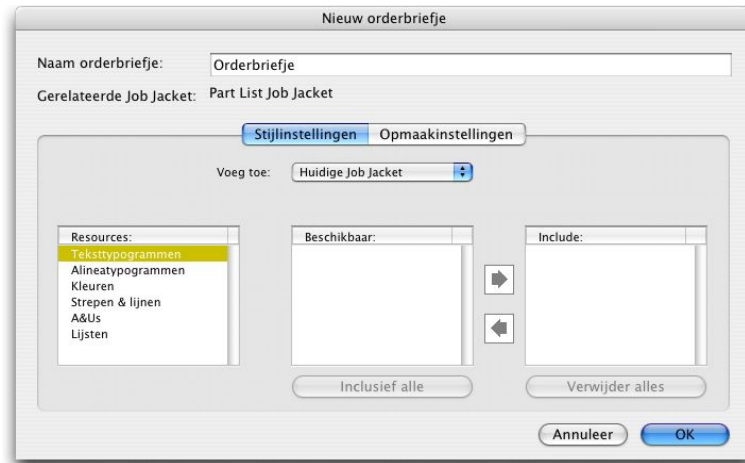 Nieuw orderbriefje
Naam orderbriefje: Orderbriefje
Gerelateerde Job Jacket: Part List Job Jacket
Stijlinstellingen Opmaakinstellingen
Voeg toe: Huidige Job Jacket
Resources: Beschikbaar: Include:
Teksttypogrammen
Alineatypogrammen
Kleuren
Strepen & lijnen
A&Us
Lijsten
Inclusief alle Verwijder alles
Annuleer OK